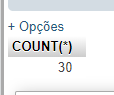 + Opções
COUNT(*)
30